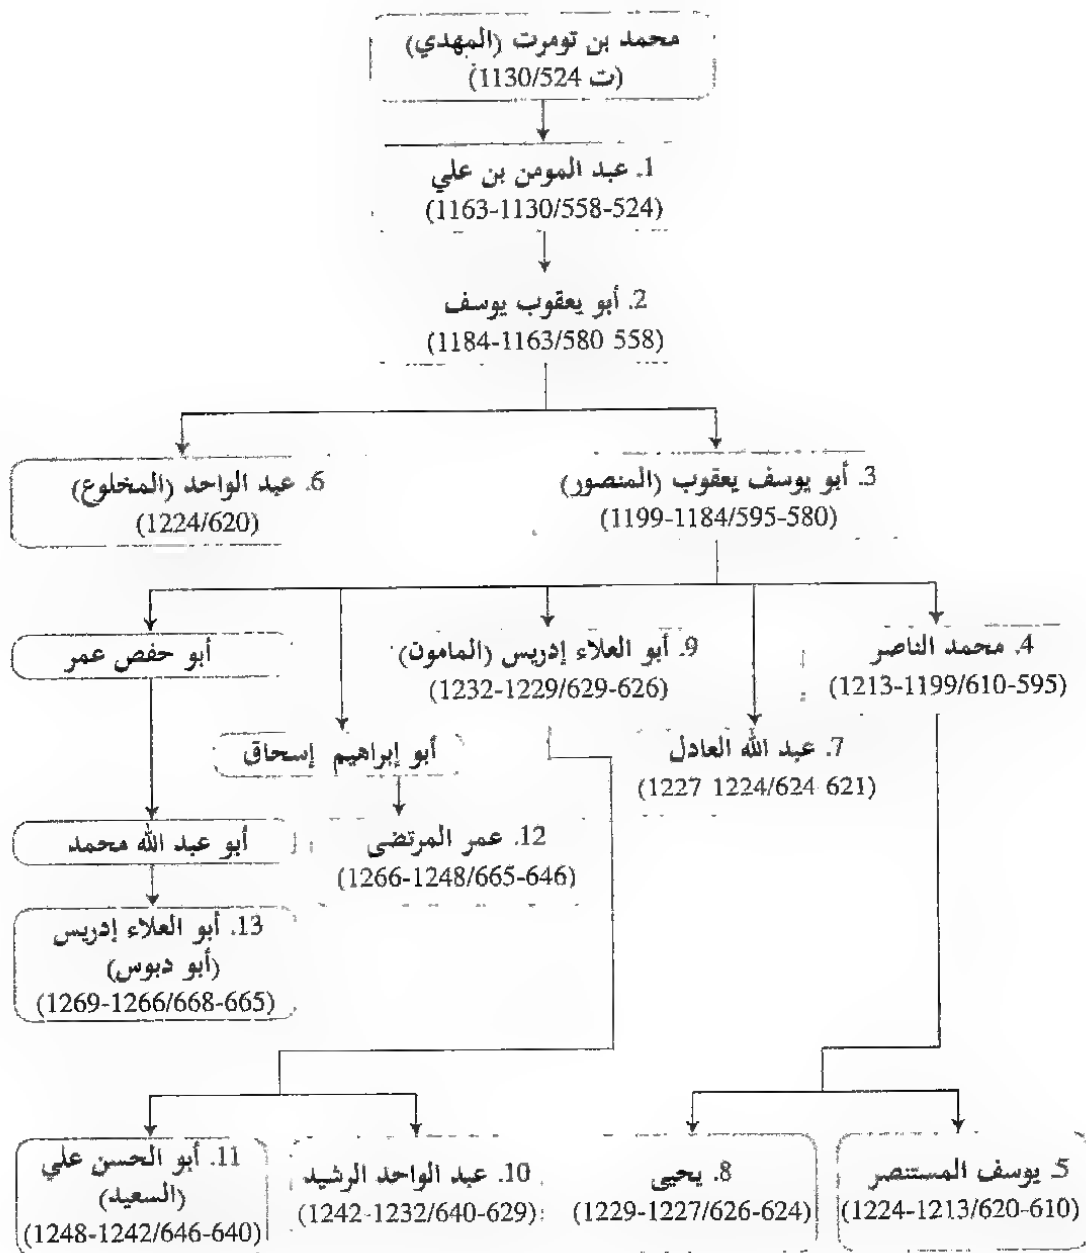 محمد بن تومرت (المهدي)
(ت 1130/524)
1. عبد المومن بن علي
(1163-1130/558-524)
2. أبو يعقوب يوسف
(1184-1163/580 558)
3. أبو يوسف يعقوب (المنصور)
(1199-1184/595-580)
6. عبد الواحد (المخلوع)
(1224/620)
4. محمد الناصر
(1213-1199/610-595)
9. أبو العلاء إدريس (المامون)
(1232-1229/629-626)
أبو حفص عمر
7. عبد الله العادل
(1227 1224/624 621)
أبو إبراهيم إسحاق
12. عمر المرتضى
(1266-1248/665-646)
أبو عبد الله محمد
13. أبو العلاء إدريس
(أبو دبوس)
(1269-1266/668-665)
5. يوسف المستنصر
(1224-1213/620-610)
8. يحيى
(1229-1227/626-624)
10. عبد الواحد الرشيد
(1242-1232/640-629)
11. أبو الحسن علي
(السعيد)
(1248-1242/646-640)